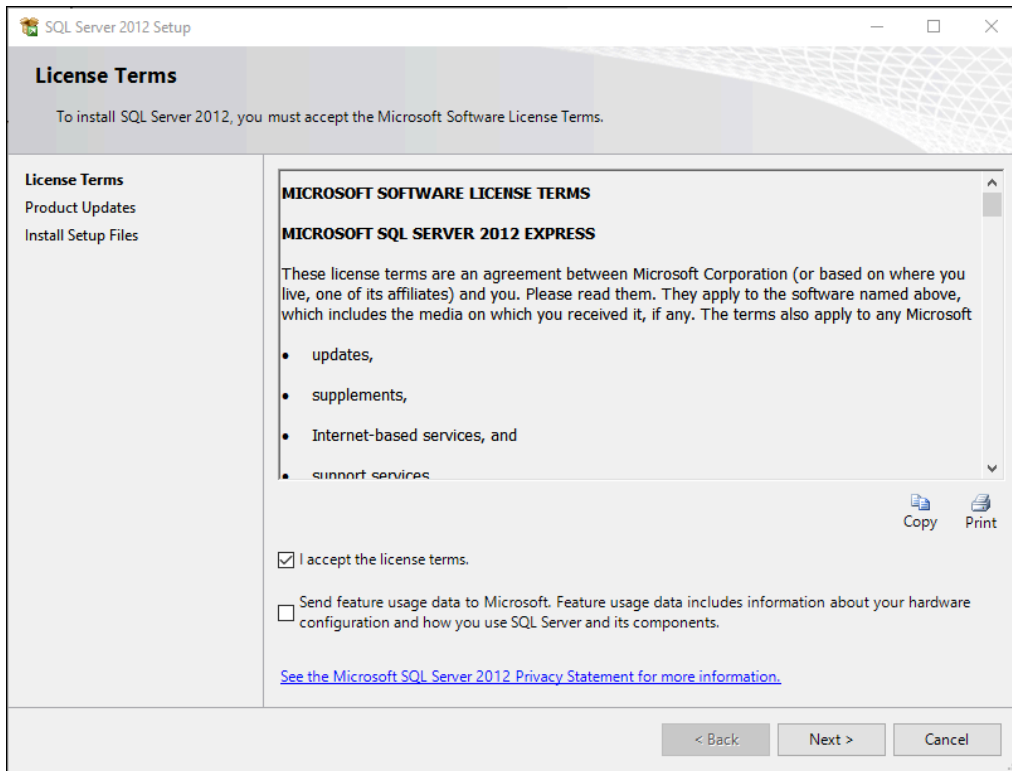 SQL Server 2012 Setup
License Terms
To install SQL Server 2012, you must accept the Microsoft Software License Terms.
License Terms
Product Updates
Install Setup Files
MICROSOFT SOFTWARE LICENSE TERMS
MICROSOFT SQL SERVER 2012 EXPRESS
These license terms are an agreement between Microsoft Corporation (or based on where you
live, one of its affiliates) and you. Please read them. They apply to the software named above,
which includes the media on which you received it, if any. The terms also apply to any Microsoft
• updates,
• supplements,
• Internet-based services, and
• support services
Copy
Print
I accept the license terms.
Send feature usage data to Microsoft. Feature usage data includes information about your hardware
configuration and how you use SQL Server and its components.
See the Microsoft SQL Server 2012 Privacy Statement for more information.
< Back
Next >
Cancel